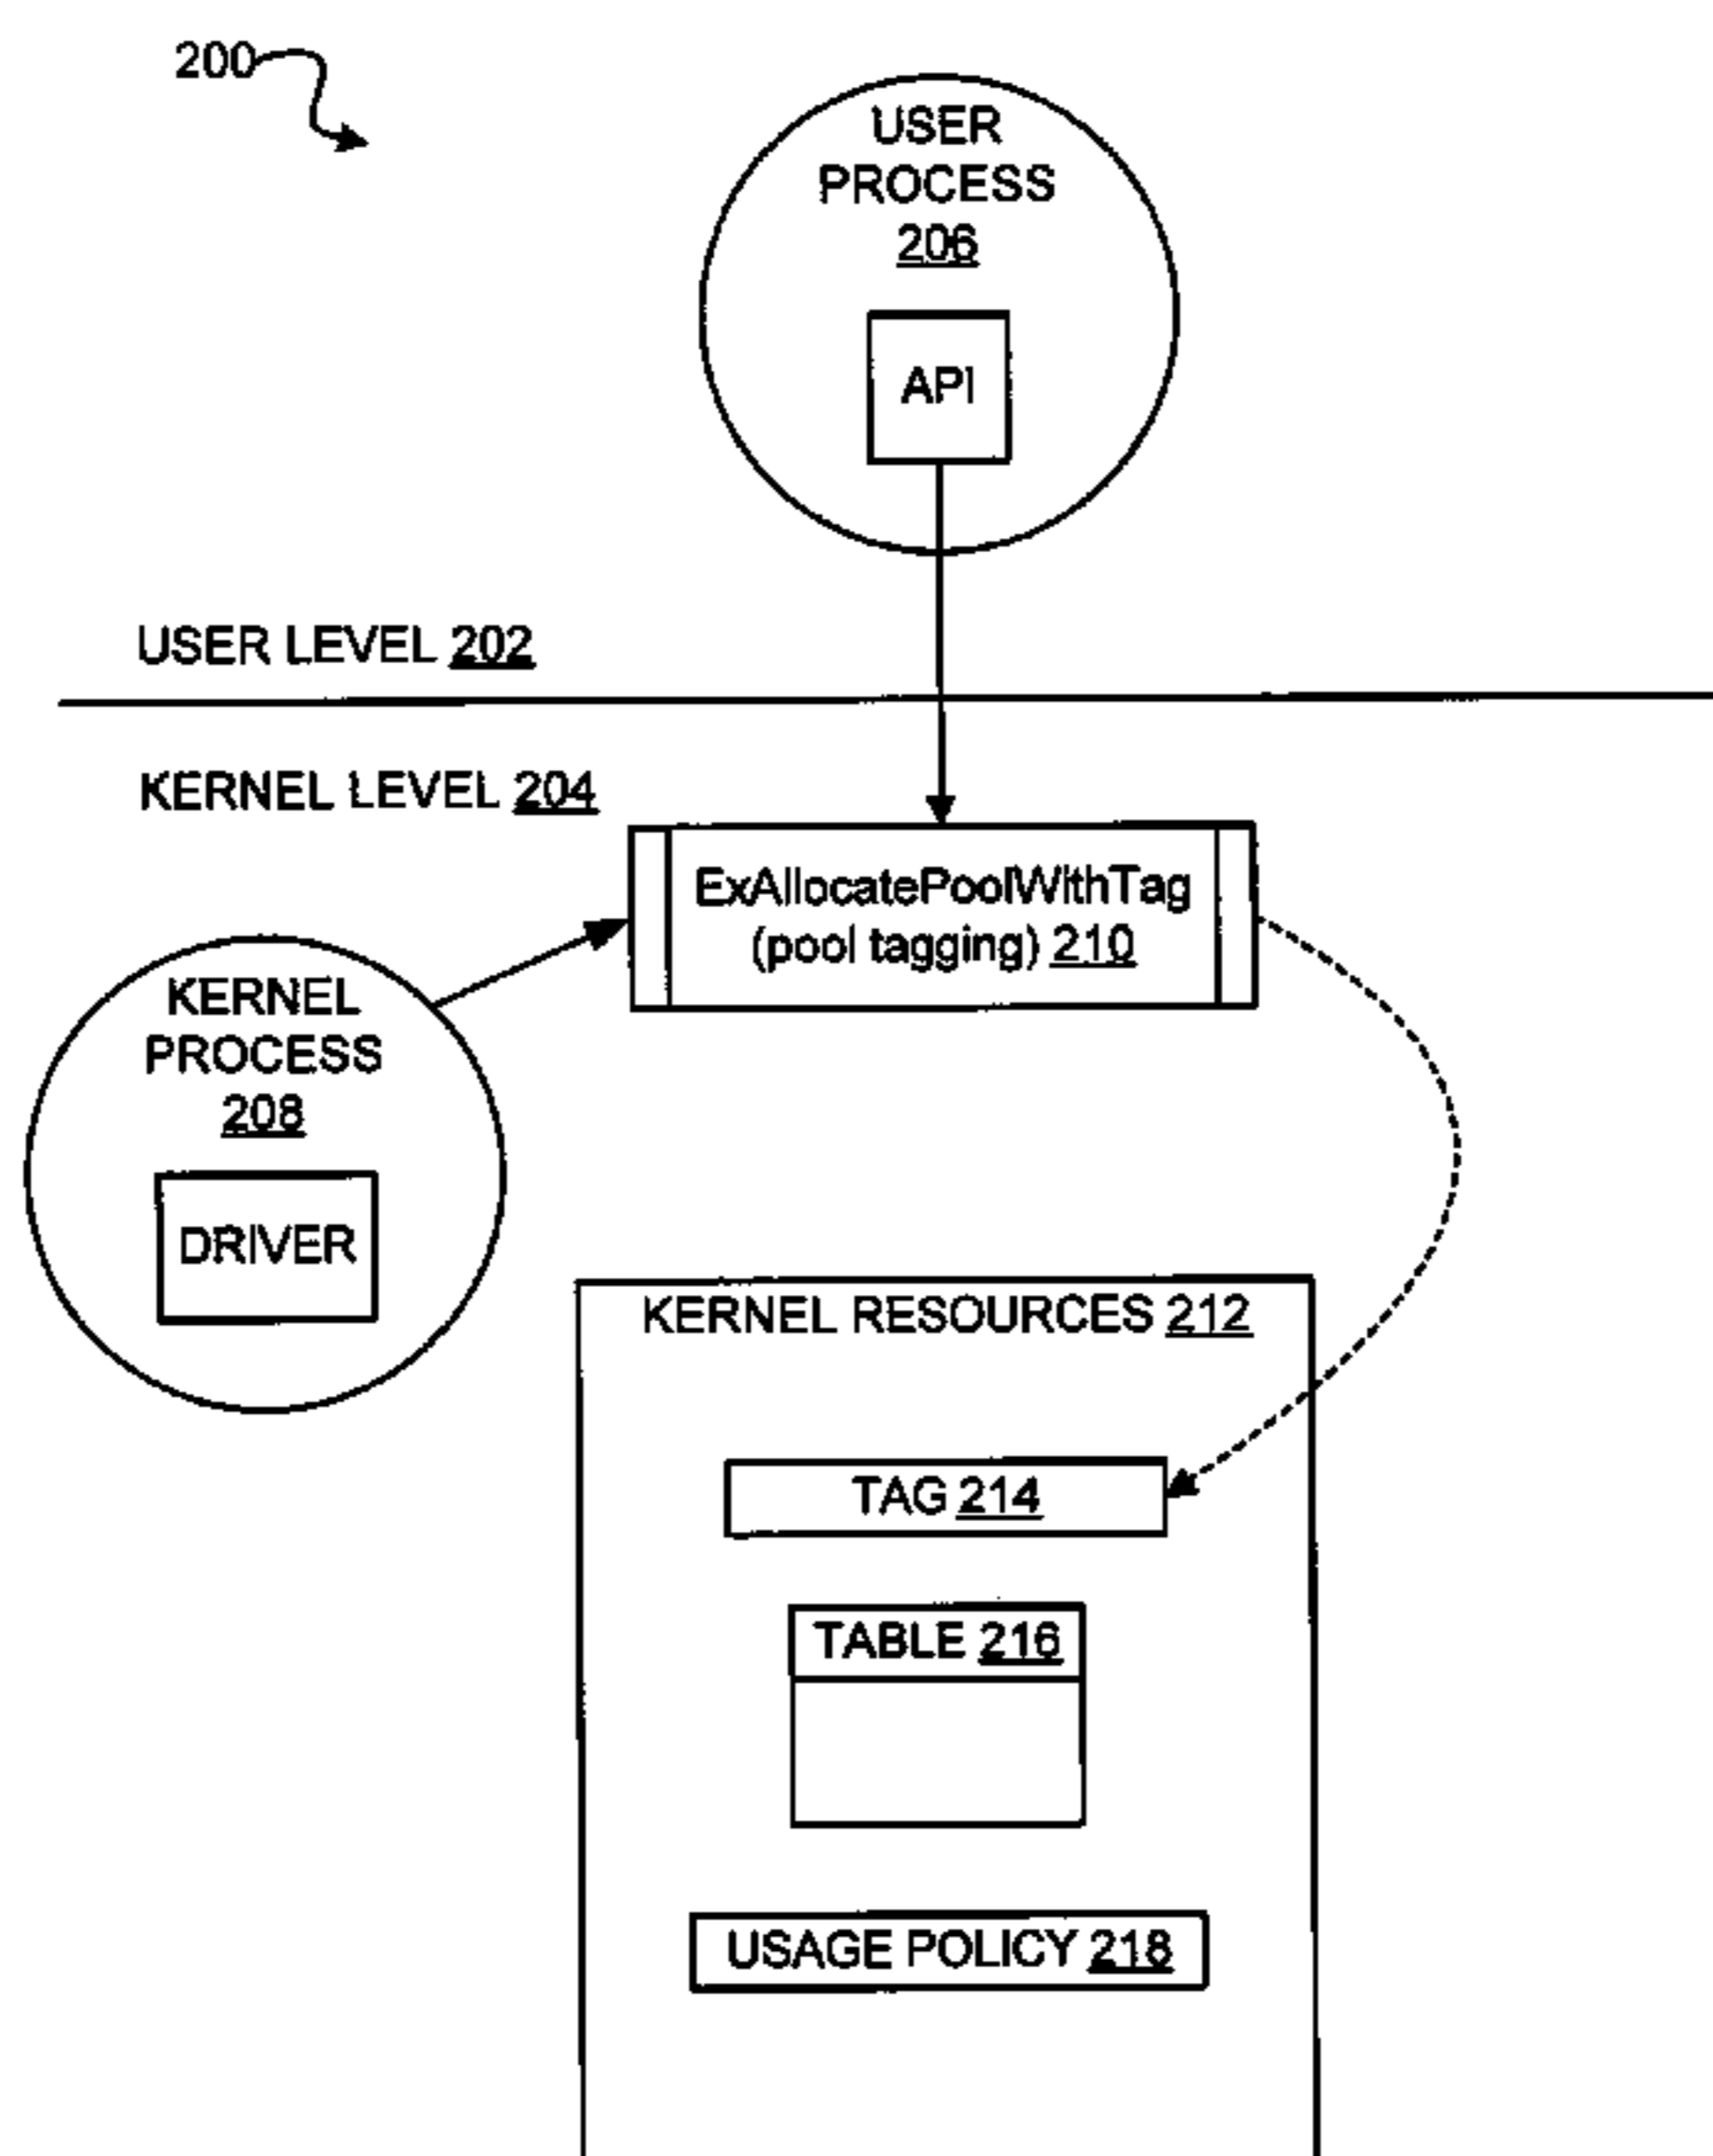 200
USER
PROCESS
206
API
USER LEVEL 202
KERNEL LEVEL 204
ExAllocatePoolWithTag
(pool tagging) 210
KERNEL
PROCESS
208
DRIVER
KERNEL RESOURCES 212
TAG 214
TABLE 216
USAGE POLICY 218